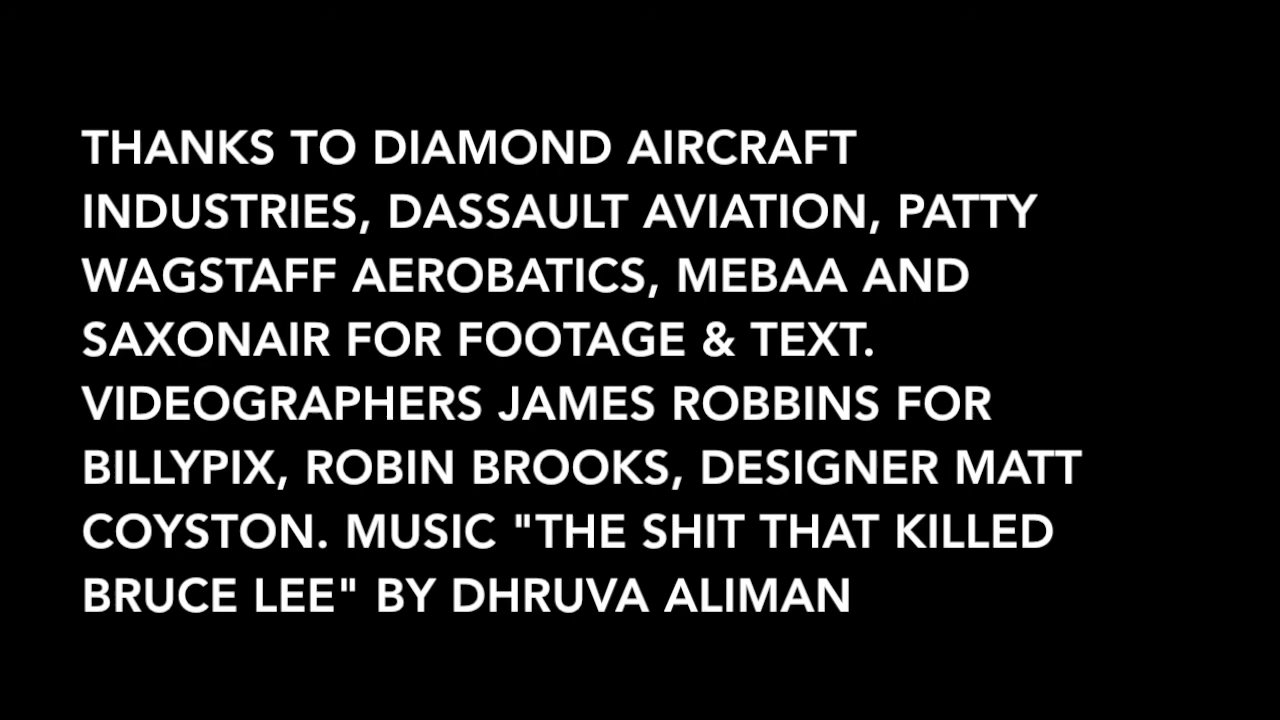 THANKS TO DIAMOND AIRCRAFT
INDUSTRIES, DASSAULT AVIATION, PATTY
WAGSTAFF AEROBATICS, MEBAA AND
SAXONAIR FOR FOOTAGE & TEXT.
VIDEOGRAPHERS JAMES ROBBINS FOR
BILLYPIX, ROBIN BROOKS, DESIGNER MATT
COYSTON. MUSIC "THE SHIT THAT KILLED
BRUCE LEE" BY DHRUVA ALIMAN